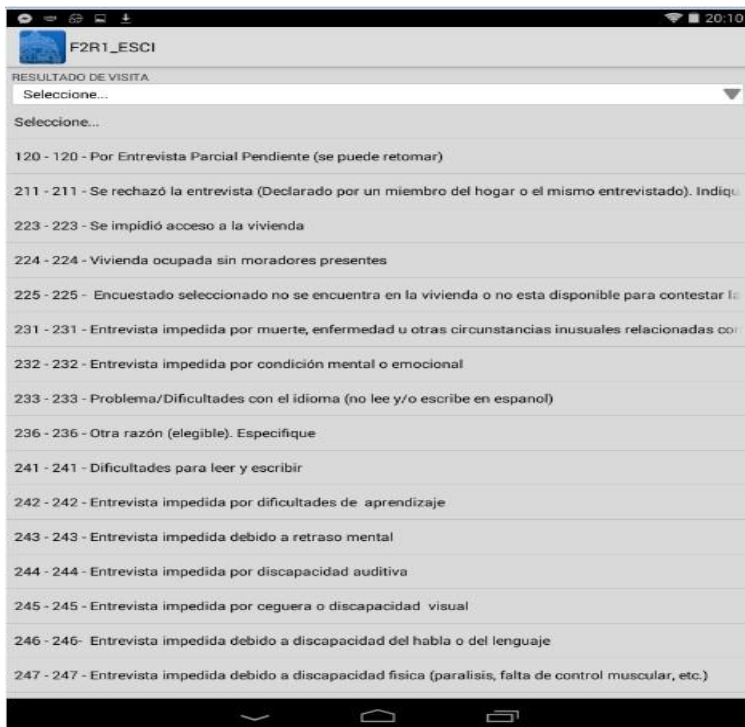 20:10
F2R1_ESCI
RESULTADO DE VISITA
Seleccione...
Seleccione...
120 - 120 - Por Entrevista Parcial Pendiente (se puede retomar)
211 - 211 - Se rechazó la entrevista (Declarado por un miembro del hogar o el mismo entrevistado). Indiqu
223 - 223 - Se impidió acceso a la vivienda
224 - 224 - Vivienda ocupada sin moradores presentes
225 - 225 - Encuestado seleccionado no se encuentra en la vivienda o no esta disponible para contestar la
231 - 231 - Entrevista impedida por muerte, enfermedad u otras circunstancias inusuales relacionadas con
232 - 232 - Entrevista impedida por condición mental o emocional
233 - 233 - Problema/Dificultades con el idioma (no lee y/o escribe en espanol)
236 - 236 - Otra razón (elegible). Especifique
241 - 241 - Dificultades para leer y escribir
242 - 242 - Entrevista impedida por dificultades de aprendizaje
243 - 243 - Entrevista impedida debido a retraso mental
244 - 244 - Entrevista impedida por discapacidad auditiva
245 - 245 - Entrevista impedida por ceguera o discapacidad visual
246 - 246- Entrevista impedida debido a discapacidad del habla o del lenguaje
247 - 247 - Entrevista impedida debido a discapacidad fisica (paralisis, falta de control muscular, etc.)